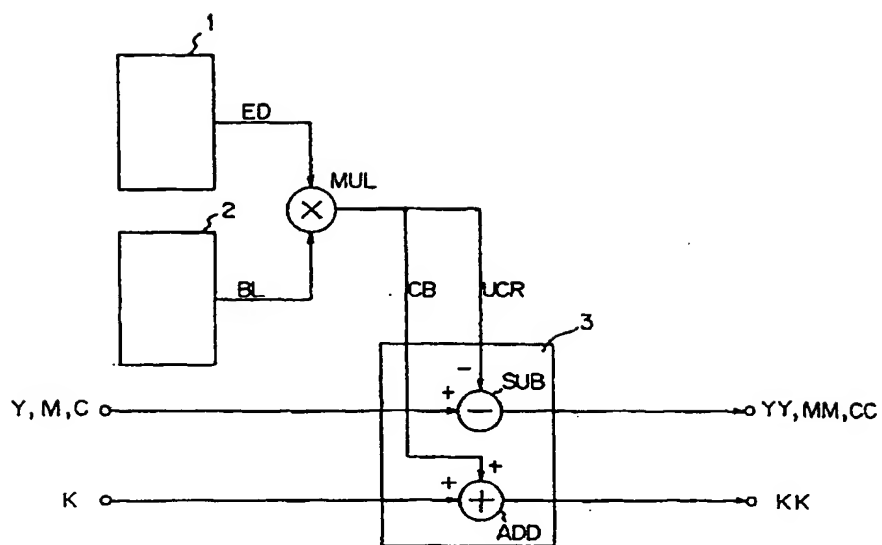 1
ED
MUL
2
BL
CB
UCR
3
−
+
SUB
Y, M, C
YY, MM, CC
+
+
K
KK
ADD